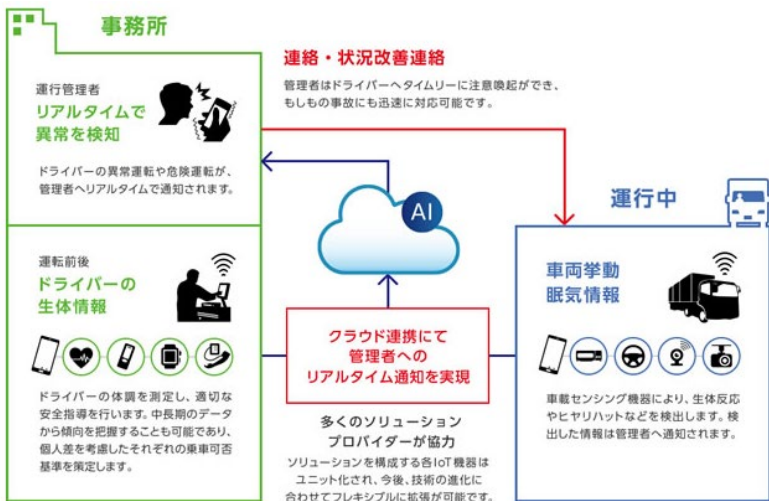 事務所
運行管理者
リアルタイムで
異常を検知
ドライバーの異常運転や危険運転が、
管理者へリアルタイムで通知されます。
連絡・状況改善連絡
管理者はドライバーへタイムリーに注意喚起ができ、
もしもの事故にも迅速に対応可能です。
AI
運転前後
ドライバーの
生体情報
ドライバーの体調を測定し、適切な
安全指導を行います。中長期のデータ
から傾向を把握することも可能であり、
個人差を考慮したそれぞれの乗車可否
基準を策定します。
クラウド連携にて
管理者への
リアルタイム通知を実現
多くのソリューション
プロバイダーが協力
ソリューションを構成する各IoT機器は
ユニット化され、今後、技術の進化に
合わせてフレキシブルに拡張が可能です。
運行中
車両挙動
眠気情報
車載センシング機器により、生体反応
やヒヤリハットなどを検出します。検
出した情報は管理者へ通知されます。